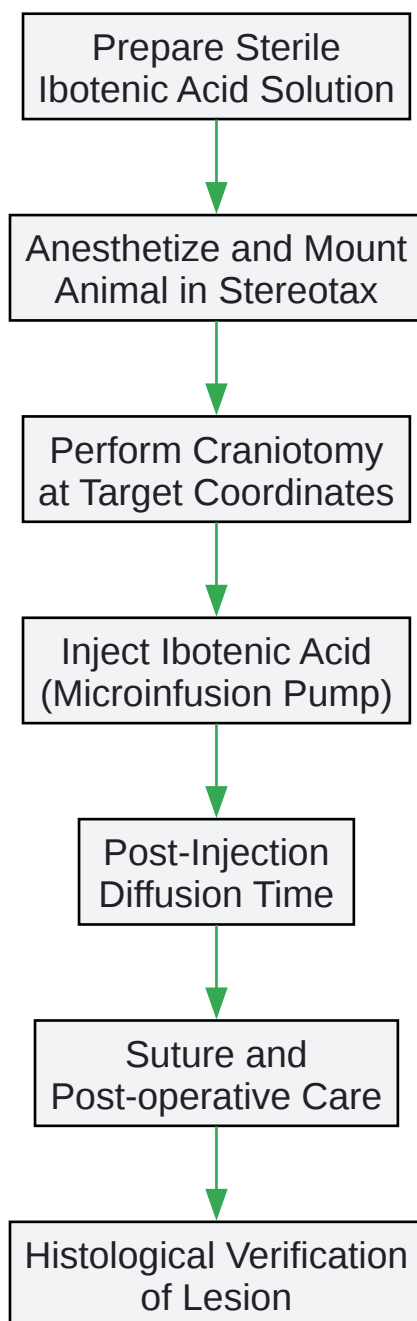 Prepare Sterile
Ibotenic Acid Solution
Anesthetize and Mount
Animal in Stereotax
Perform Craniotomy
at Target Coordinates
Inject Ibotenic Acid
(Microinfusion Pump)
Post-Injection
Diffusion Time
Suture and
Post-operative Care
Histological Verification
of Lesion